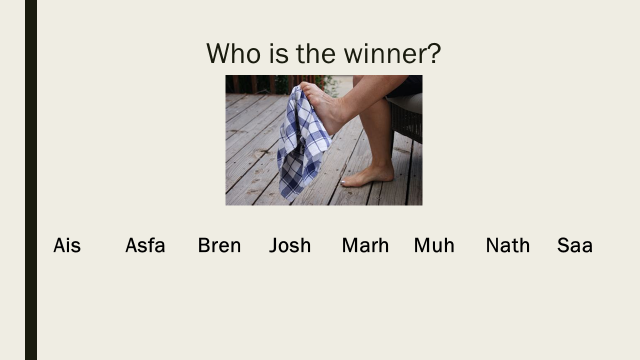 Who is the winner?
Ais Asfa Bren Josh Marh Muh Nath Saa